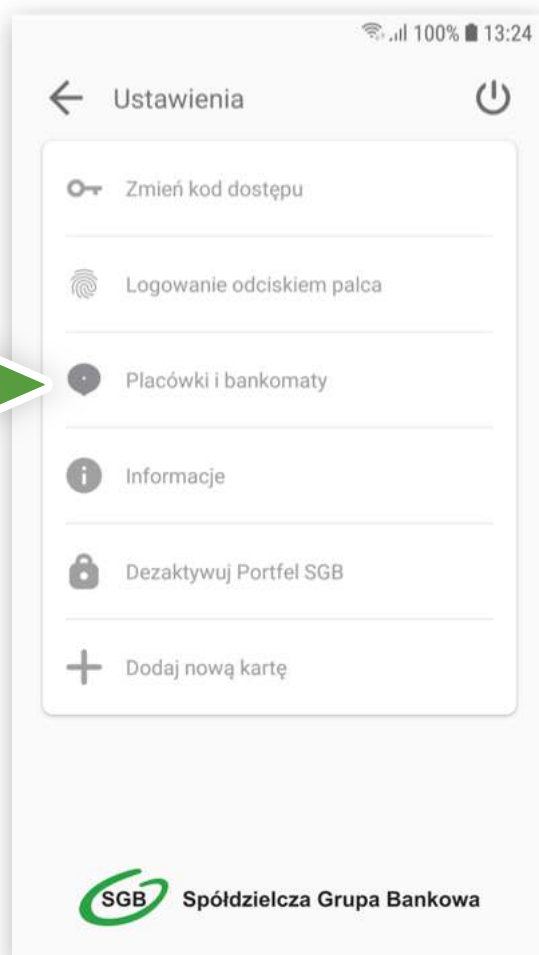 100% 13:24
Ustawienia
Zmień kod dostępu
Logowanie odciskiem palca
Placówki i bankomaty
Informacje
Dezaktywuj Portfel SGB
Dodaj nową kartę
SGB Spółdzielcza Grupa Bankowa